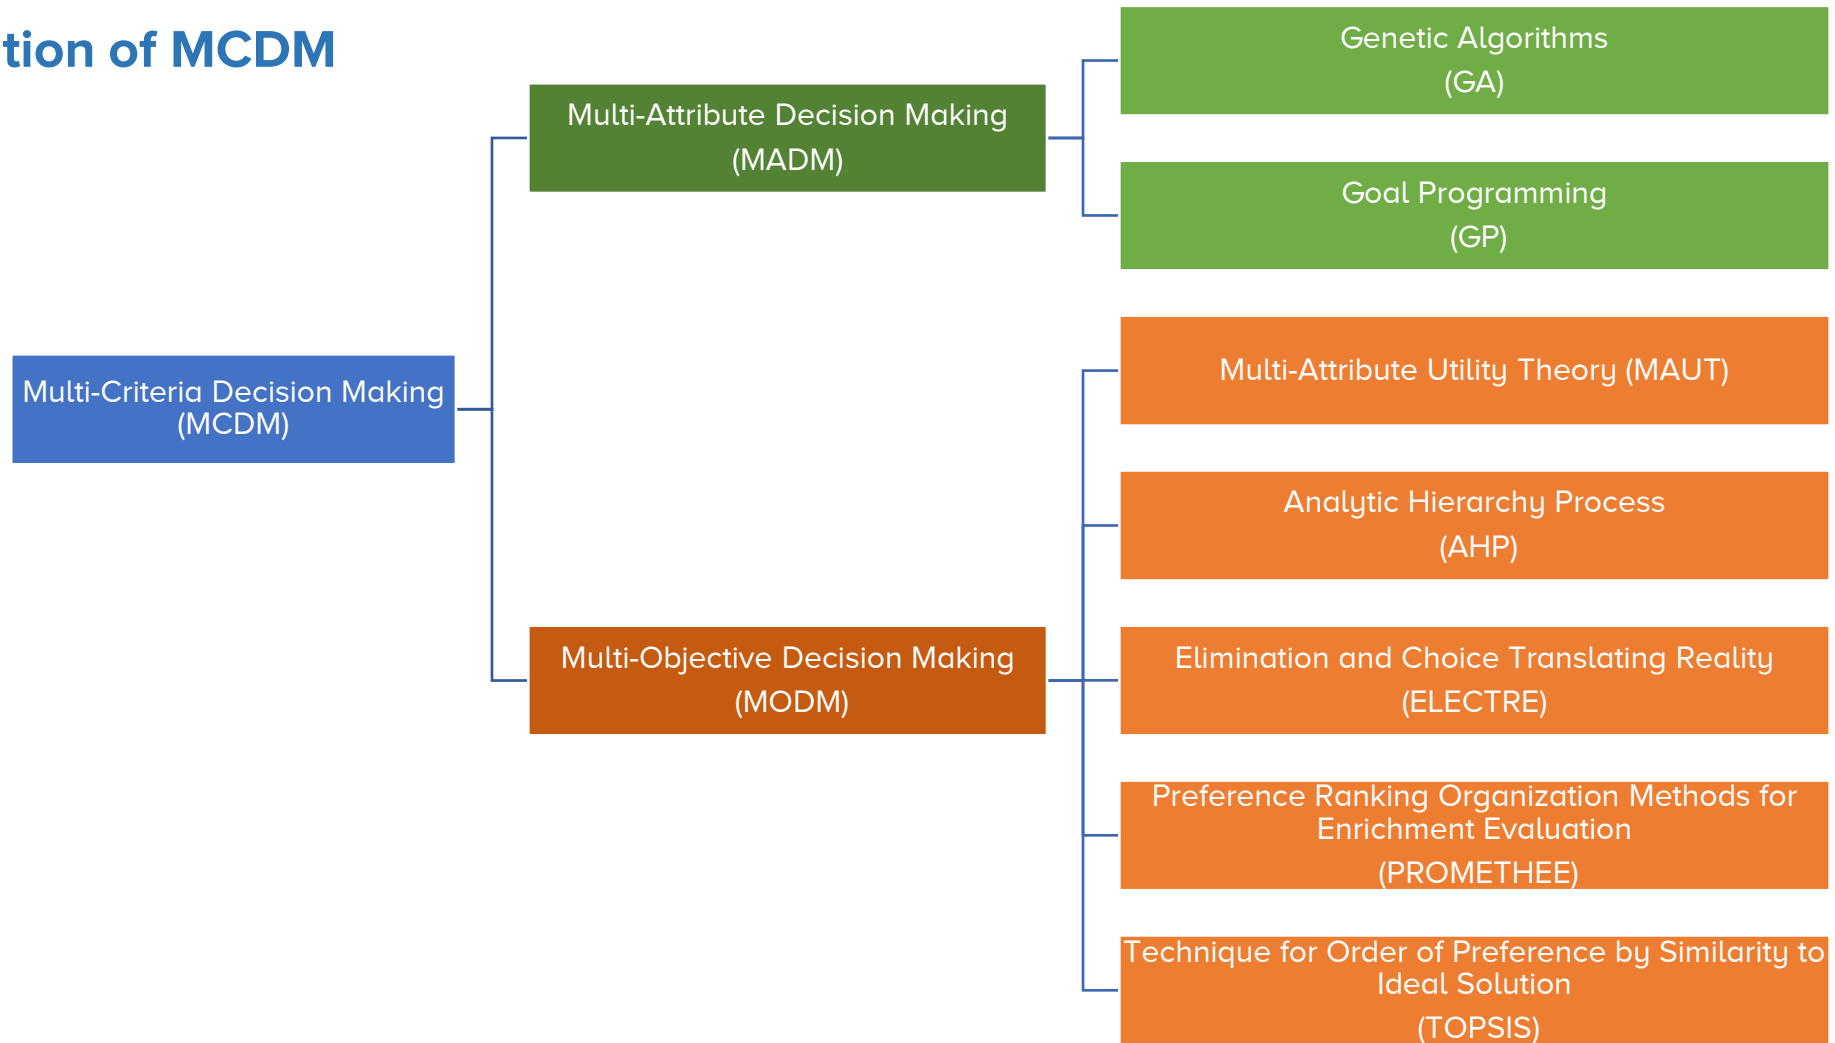 tion of MCDM
Multi-Criteria Decision Making
(MCDM)
Multi-Attribute Decision Making
(MADM)
Genetic Algorithms
(GA)
Goal Programming
(GP)
Multi-Objective Decision Making
(MODM)
Multi-Attribute Utility Theory (MAUT)
Analytic Hierarchy Process
(AHP)
Elimination and Choice Translating Reality
(ELECTRE)
Preference Ranking Organization Methods for
Enrichment Evaluation
(PROMETHEE)
Technique for Order of Preference by Similarity to
Ideal Solution
(TOPSIS)